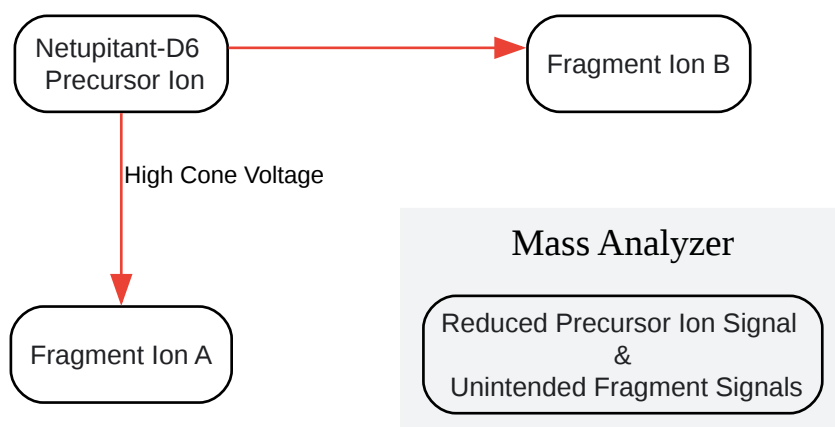 Netupitant-D6
Precursor Ion
Fragment Ion B
High Cone Voltage
Mass Analyzer
Reduced Precursor Ion Signal
&
Unintended Fragment Signals
Fragment Ion A